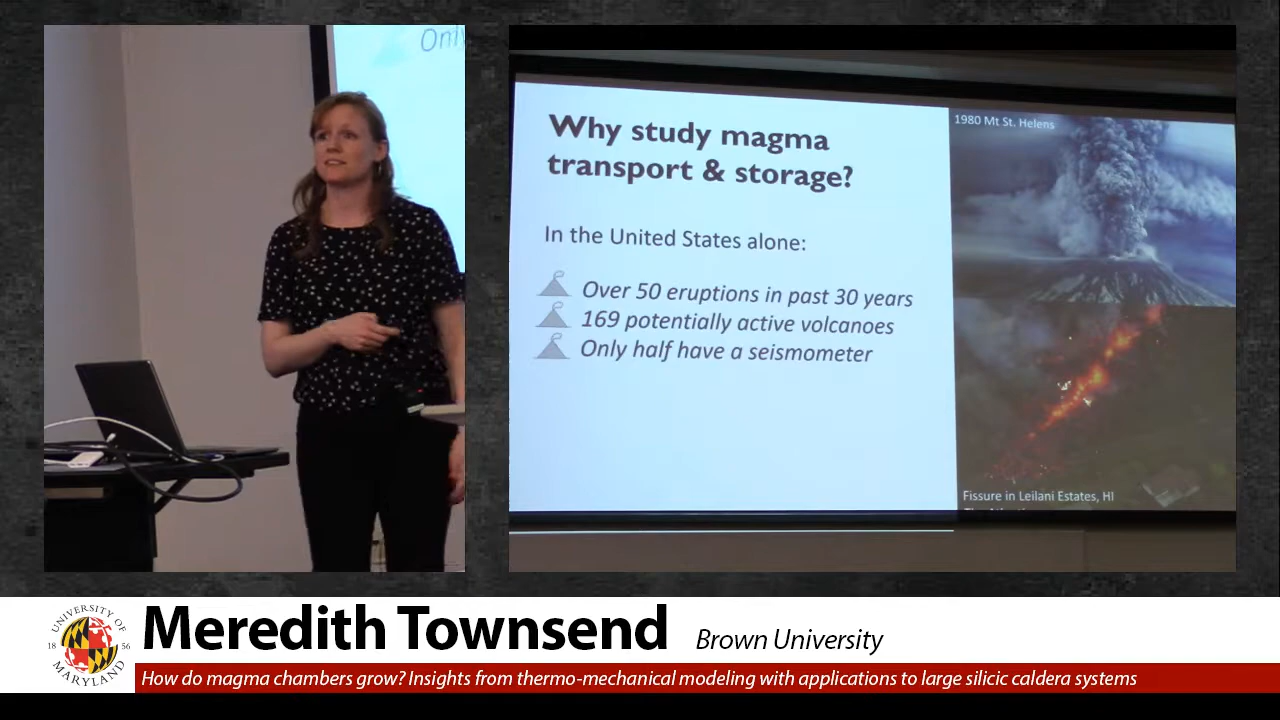 Only
Why study magma
transport & storage?
In the United States alone:
Over 50 eruptions in past 30 years
169 potentially active volcanoes
Only half have a seismometer
1980 Mt St. Helens
Fissure in Leilani Estates, HI
UNIVERSITY OF
18 56
MARYLAND
Meredith Townsend
Brown University
How do magma chambers grow? Insights from thermo-mechanical modeling with applications to large silicic caldera systems